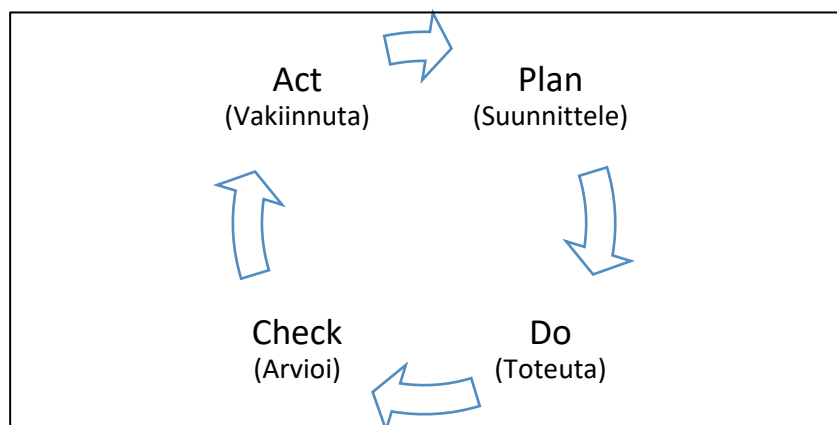 Act
(Vakiinnuta)
Plan
(Suunnittele)
Check
(Arvioi)
Do
(Toteuta)